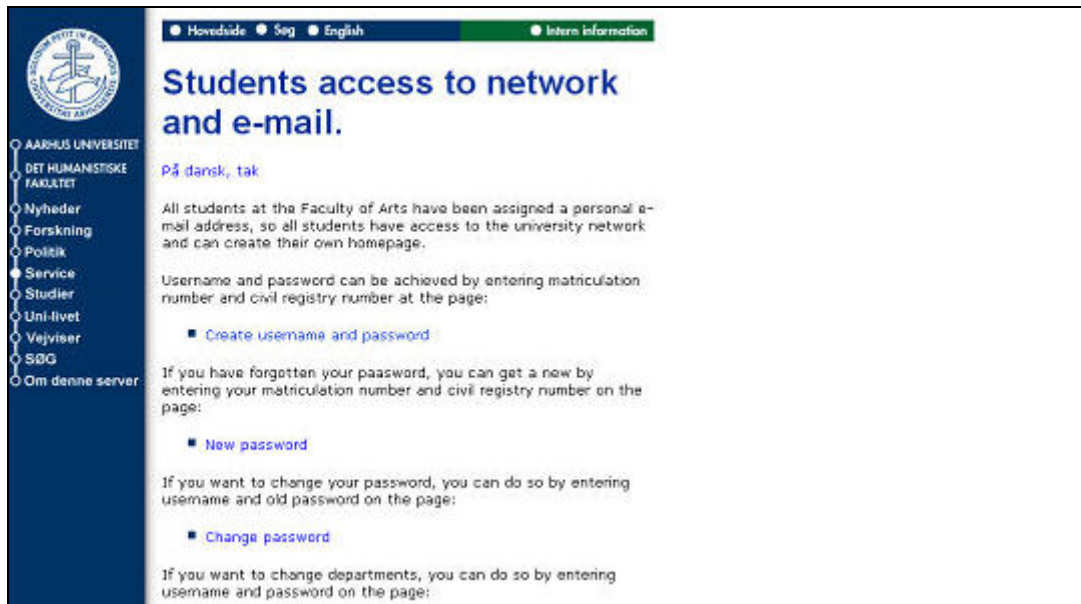 Hovedside Søg English Intern information
AARHUS UNIVERSITET
DET HUMANISTISKE
FAKULTET
Nyheder
Forskning
Politik
Service
Studier
Uni-livet
Vejviser
SØG
Om denne server
Students access to network
and e-mail.
På dansk, tak
All students at the Faculty of Arts have been assigned a personal e-
mail address, so all students have access to the university network
and can create their own homepage.
Username and password can be achieved by entering matriculation
number and civil registry number at the page:
Create username and password
If you have forgotten your paassword, you can get a new by
entering your matriculation number and civil registry number on the
page:
New password
If you want to change your password, you can do so by entering
username and old password on the page:
Change password
If you want to change departments, you can do so by entering
username and password on the page: